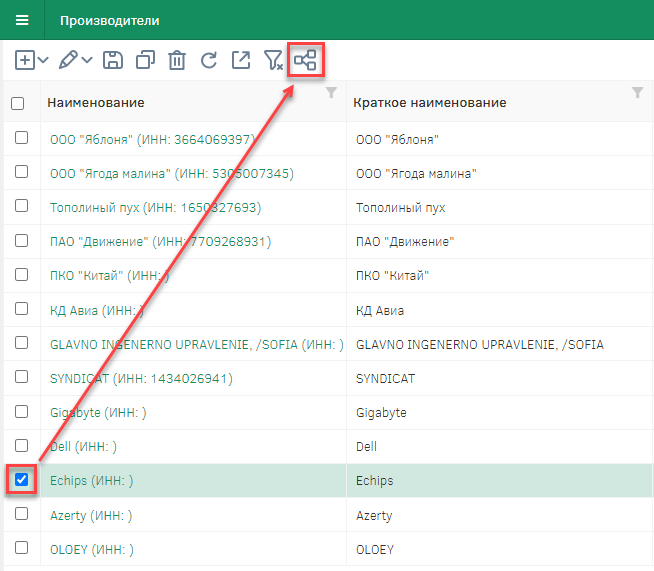 Производители
Наименование Краткое наименование
ООО "Яблоня" (ИНН: 3664069397) ООО "Яблоня"
ООО "Ягода малина" (ИНН: 5305007345) ООО "Ягода малина"
Тополиный пух (ИНН: 1650327693) Тополиный пух
ПАО "Движение" (ИНН: 7709268931) ПАО "Движение"
ПКО "Китай" (ИНН: ) ПКО "Китай"
КД Авиа (ИНН: ) КД Авиа
GLAVNO INGENERNO UPRAVLENIE, /SOFIA (ИНН: ) GLAVNO INGENERNO UPRAVLENIE, /SOFIA
SYNDICAT (ИНН: 1434026941) SYNDICAT
Gigabyte (ИНН: ) Gigabyte
Dell (ИНН: ) Dell
Echips (ИНН: ) Echips
Azerty (ИНН: ) Azerty
OLOEY (ИНН: ) OLOEY